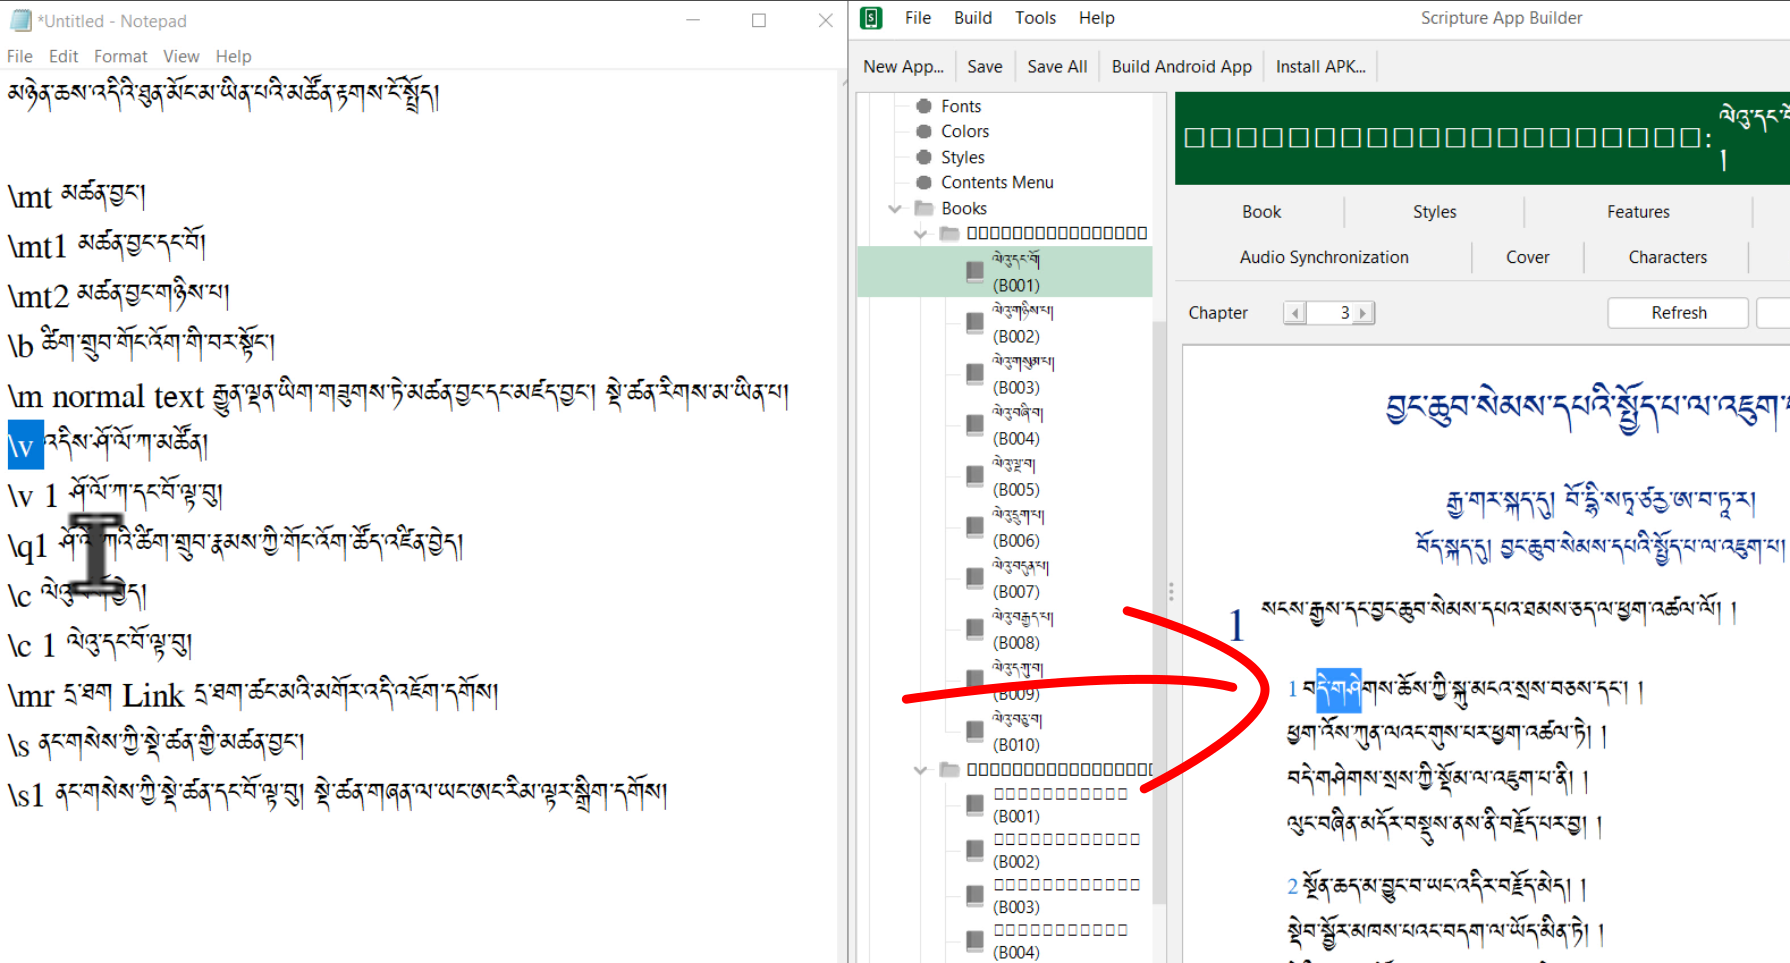 *Untitled - Notepad
File Edit Format View Help
མཉེན་ཆས་འདིའི་ཐུན་མོང་མ་ཡིན་པའི་མཚོན་རྟགས་ངོ་སྤྲོད།
\mt མཚན་བྱང།
\mt1 མཚན་བྱང་དང་པོ།
\mt2 མཚན་བྱང་གཉིས་པ།
\b ཚིག་གྲུབ་གོང་འོག་གི་བར་སྟོང།
\m normal text རྒྱུན་ལྡན་ཡིག་གཟུགས་ཏེ་མཚན་བྱང་དང་མཛད་བྱང། སྡེ་ཚན་རིགས་མ་ཡིན་པ།
\v འདིས་ཤོ་ལོ་ཀ་མཚོན།
\v 1 ཤོ་ལོ་ཀ་དང་པོ་ལྟ་བུ།
\q1 ཤོ་ལོ་ཀའི་ཚིག་གྲུབ་རྣམས་ཀྱི་གོང་འོག་ཚོད་འཛིན་བྱེད།
\c ལེའུ་ བྱེད།
\c 1 ལེའུ་དང་པོ་ལྟ་བུ།
\mr དྲ་ཐག Link དྲ་ཐག་ཚང་མའི་མགོར་འདི་འཇོག་དགོས།
\s ནང་གསེས་ཀྱི་སྡེ་ཚན་གྱི་མཚན་བྱང།
\s1 ནང་གསེས་ཀྱི་སྡེ་ཚན་དང་པོ་ལྟ་བུ། སྡེ་ཚན་གཞན་ལ་ཡང་ཨང་རིམ་ལྟར་སྒྲིག་དགོས།
File Build Tools Help
Scripture App Builder
New App... Save Save All Build Android App Install APK...
Fonts
Colors
Styles
Contents Menu
Books
ལེའུ་དང་པོ།
(B001)
ལེའུ་གཉིས་པ།
(B002)
ལེའུ་གསུམ་པ།
(B003)
ལེའུ་བཞི་བ།
(B004)
ལེའུ་ལྔ་བ།
(B005)
ལེའུ་དྲུག་པ།
(B006)
ལེའུ་བདུན་པ།
(B007)
ལེའུ་བརྒྱད་པ།
(B008)
ལེའུ་དགུ་བ།
(B009)
ལེའུ་བཅུ་བ།
(B010)
(B001)
(B002)
(B003)
(B004)
ལེའུ་དང་
།
Book Styles Features
Audio Synchronization Cover Characters
Chapter 3 Refresh
བྱང་ཆུབ་སེམས་དཔའི་སྤྱོད་པ་ལ་འཇུག་
རྒྱ་གར་སྐད་དུ། བོ་དྷི་སཏྭ་ཙརྱ་ཨ་བ་ཏཱ་ར།
བོད་སྐད་དུ། བྱང་ཆུབ་སེམས་དཔའི་སྤྱོད་པ་ལ་འཇུག་པ།
1 སངས་རྒྱས་དང་བྱང་ཆུབ་སེམས་དཔའ་ཐམས་ཅད་ལ་ཕྱག་འཚལ་ལོ། །
1 བདེ་གཤེགས་ཆོས་ཀྱི་སྐུ་མངའ་སྲས་བཅས་དང། །
ཕྱག་འོས་ཀུན་ལའང་གུས་པར་ཕྱག་འཚལ་ཏེ། །
བདེ་གཤེགས་སྲས་ཀྱི་སྡོམ་ལ་འཇུག་པ་ནི། །
ལུང་བཞིན་མདོར་བསྡུས་ནས་ནི་བརྗོད་པར་བྱ། །
2 སྔོན་ཆད་མ་བྱུང་བ་ཡང་འདིར་བརྗོད་མེད། །
སྡེབ་སྦྱོར་མཁས་པའང་བདག་ལ་ཡོད་མིན་ཏེ། །